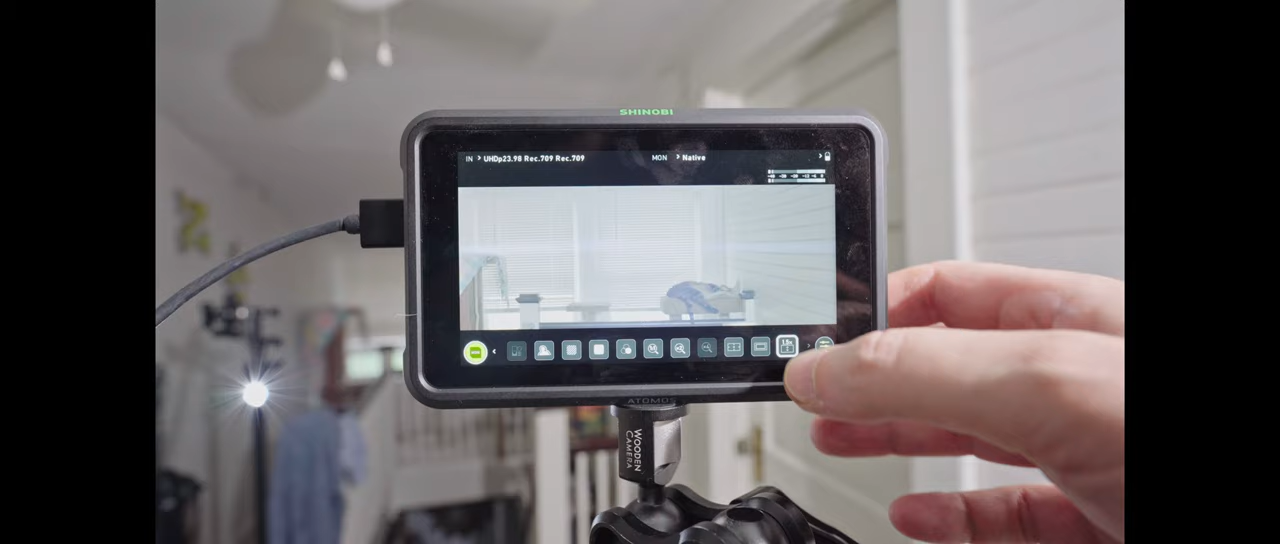 SHINOBI
IN > UHDp23.98 Rec.709 Rec.709 MON > Native >
ATOMOS
WOODEN
CAMERA